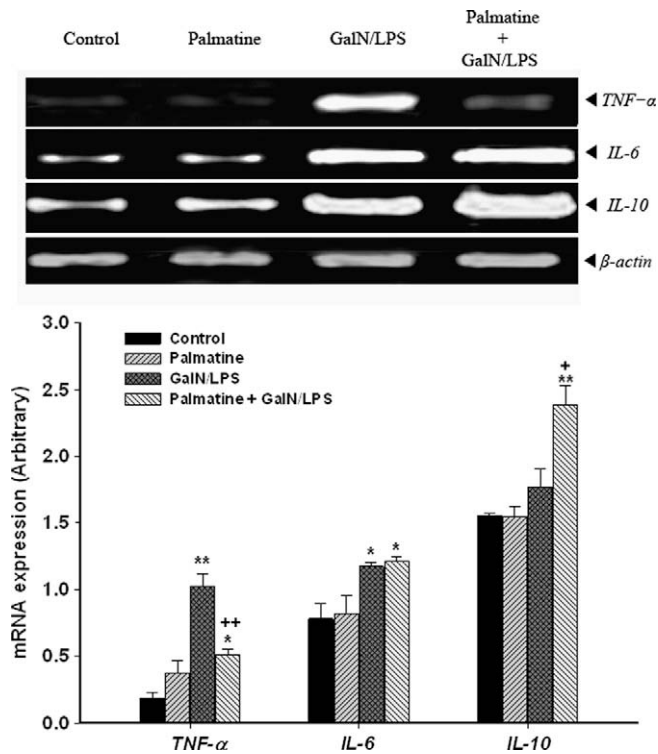 Control Palmatine GalN/LPS Palmatine + GalN/LPS
◄ TNF-α
◄ IL-6
◄ IL-10
◄ β-actin
mRNA expression (Arbitrary)
3.0
2.5
2.0
1.5
1.0
0.5
0.0
Control
Palmatine
GalN/LPS
Palmatine + GalN/LPS
**
++
*
*
*
+
**
TNF-α IL-6 IL-10